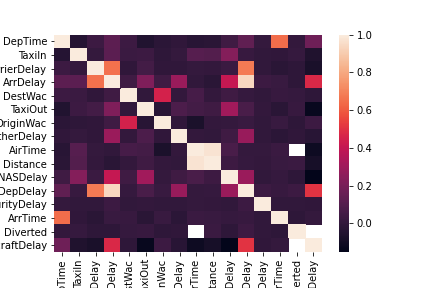 DepTime
TaxiIn
rierDelay
ArrDelay
DestWac
TaxiOut
OriginWac
therDelay
AirTime
Distance
NASDelay
DepDelay
urityDelay
ArrTime
Diverted
raftDelay
1.0
0.8
0.6
0.4
0.2
0.0
pTime
TaxiIn
Delay
Delay
stWac
xiOut
nWac
Delay
rTime
tance
Delay
Delay
Delay
rTime
erted
Delay